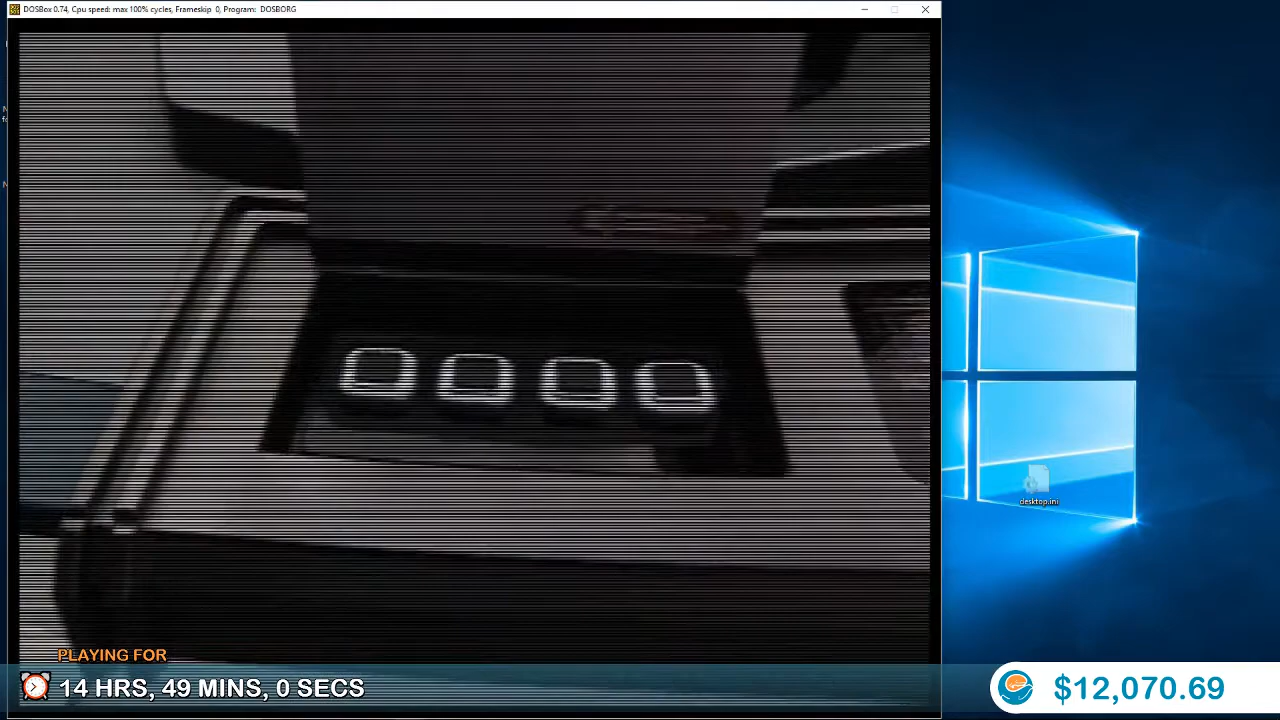 DOSBox 0.74, Cpu speed: max 100% cycles, Frameskip 0, Program: DOSBORG
desktop.ini
PLAYING FOR
14 HRS, 49 MINS, 0 SECS
$12,070.69